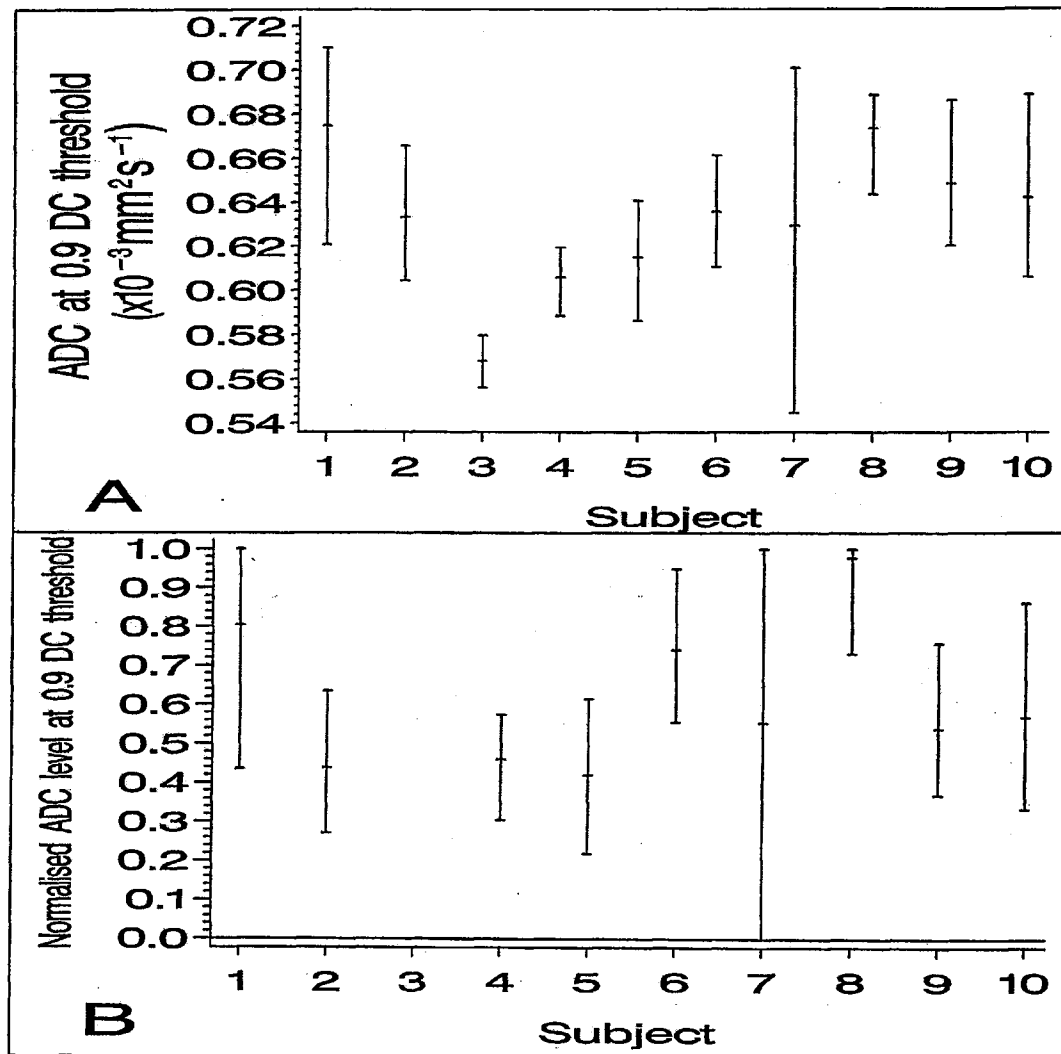 ADC at 0.9 DC threshold
(x10⁻³mm²s⁻¹)
0.72
0.70
0.68
0.66
0.64
0.62
0.60
0.58
0.56
0.54
1 2 3 4 5 6 7 8 9 10
Subject
A
Normalised ADC level at 0.9 DC threshold
1.0
0.9
0.8
0.7
0.6
0.5
0.4
0.3
0.2
0.1
0.0
1 2 3 4 5 6 7 8 9 10
Subject
B